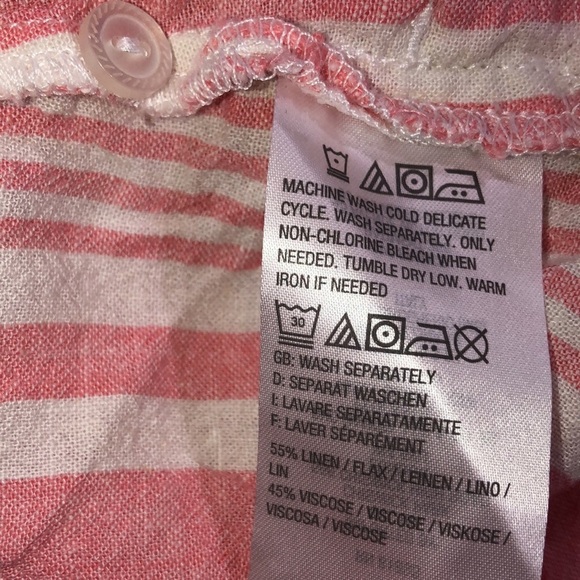 MACHINE WASH COLD DELICATE
CYCLE. WASH SEPARATELY. ONLY
NON-CHLORINE BLEACH WHEN
NEEDED. TUMBLE DRY LOW. WARM
IRON IF NEEDED
30
GB: WASH SEPARATELY
D: SEPARAT WASCHEN
I: LAVARE SEPARATAMENTE
F: LAVER SÉPARÉMENT
55% LINEN / FLAX / LEINEN / LINO /
LIN
45% VISCOSE / VISCOSE / VISKOSE /
VISCOSA / VISCOSE